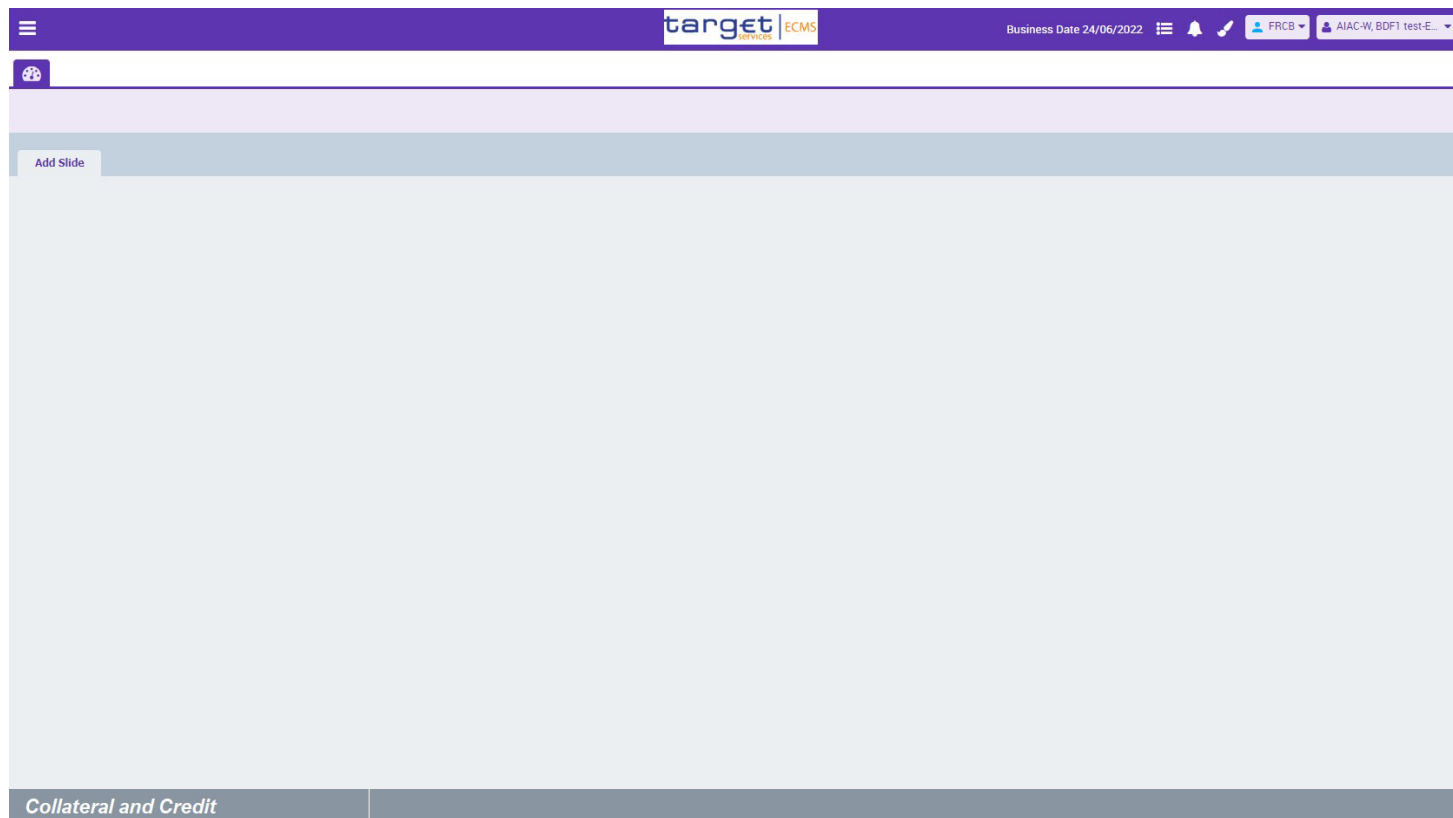 target services | ECMS
Business Date 24/06/2022
FRCB
AIAC-W, BDF1 test-E...
Add Slide
Collateral and Credit